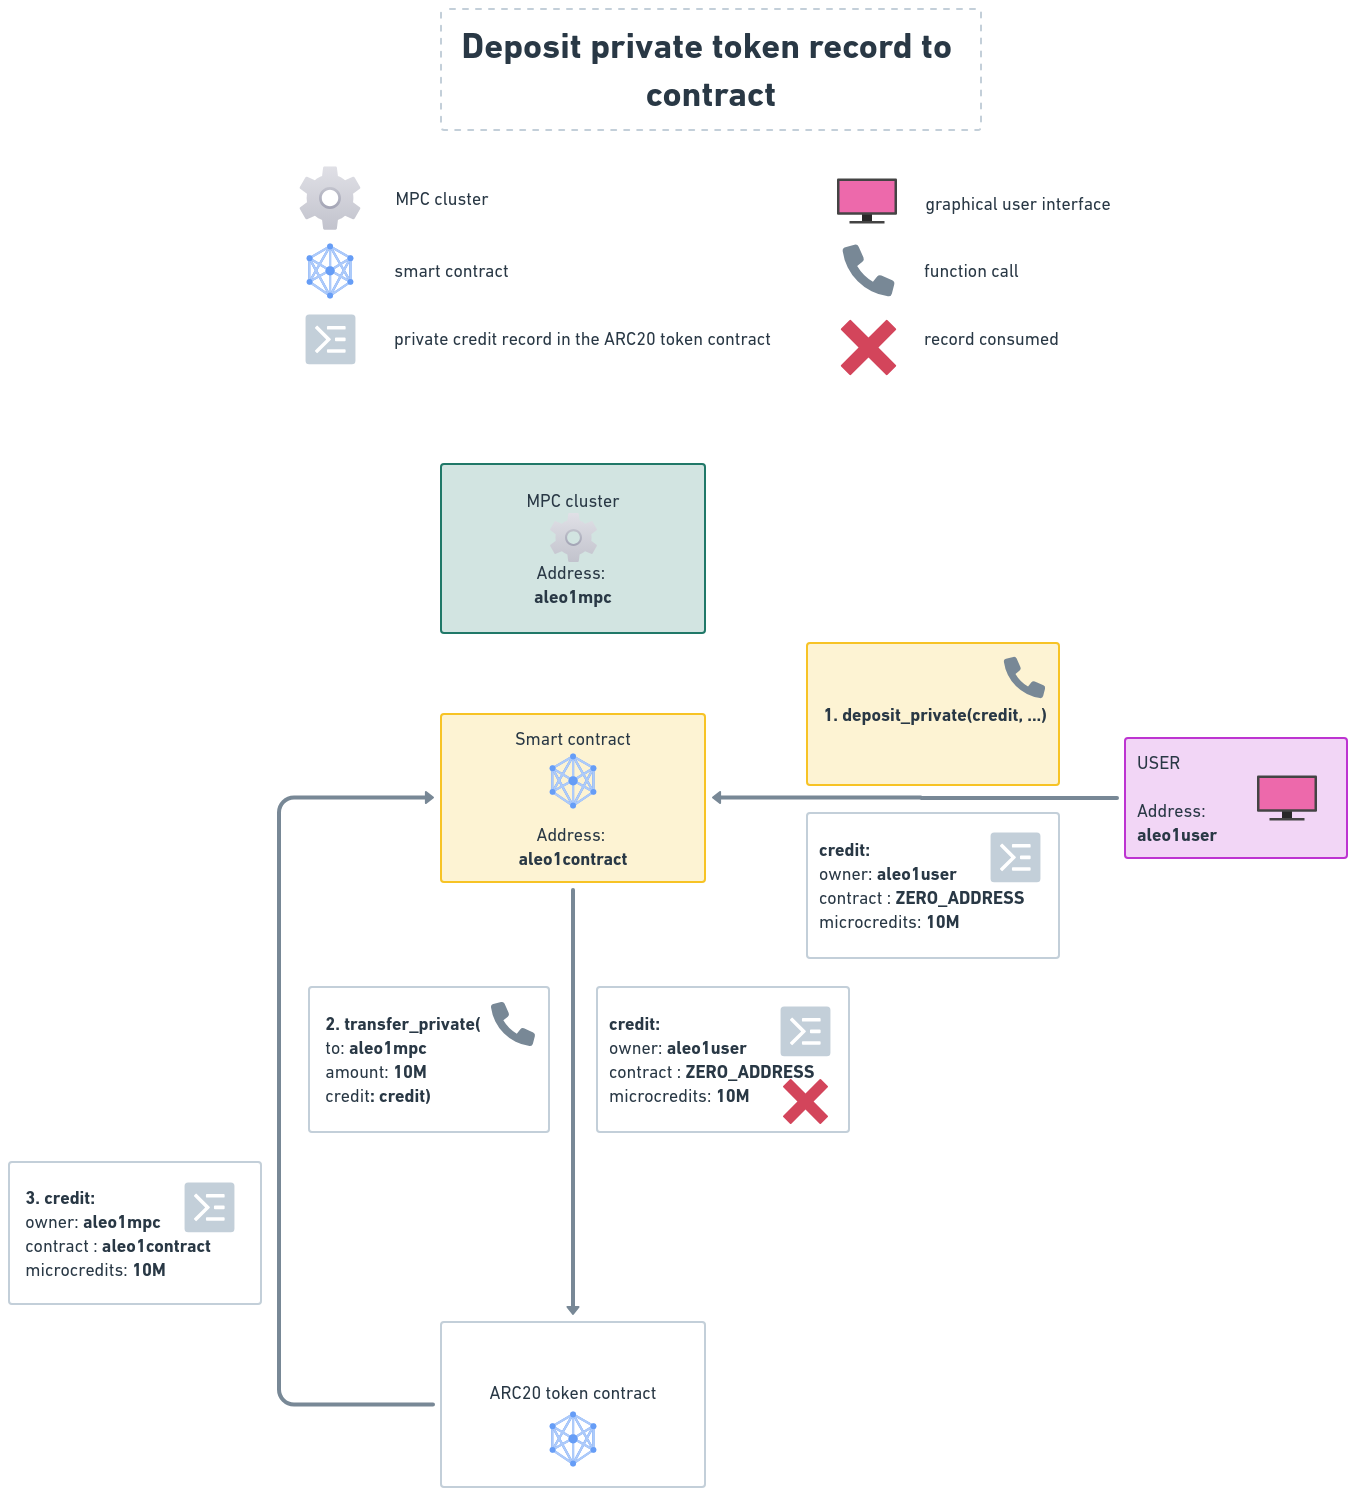 Deposit private token record to
contract
MPC cluster
graphical user interface
smart contract
function call
private credit record in the ARC20 token contract
record consumed
MPC cluster
Address:
aleo1mpc
1. deposit_private(credit, ...)
Smart contract
Address:
aleo1contract
USER
Address:
aleo1user
credit:
owner: aleo1user
contract : ZERO_ADDRESS
microcredits: 10M
2. transfer_private(
to: aleo1mpc
amount: 10M
credit: credit)
credit:
owner: aleo1user
contract : ZERO_ADDRESS
microcredits: 10M
3. credit:
owner: aleo1mpc
contract : aleo1contract
microcredits: 10M
ARC20 token contract